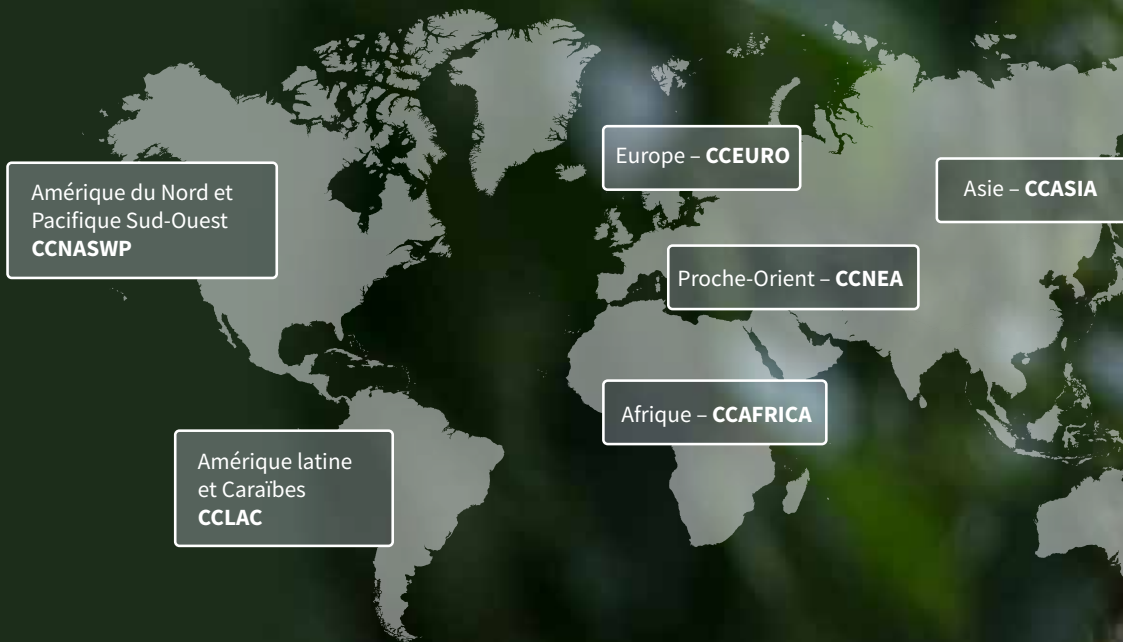 Europe – CCEURO
Amérique du Nord et
Pacifique Sud-Ouest
CCNASWP
Asie – CCASIA
Proche-Orient – CCNEA
Afrique – CCAFRICA
Amérique latine
et Caraïbes
CCLAC